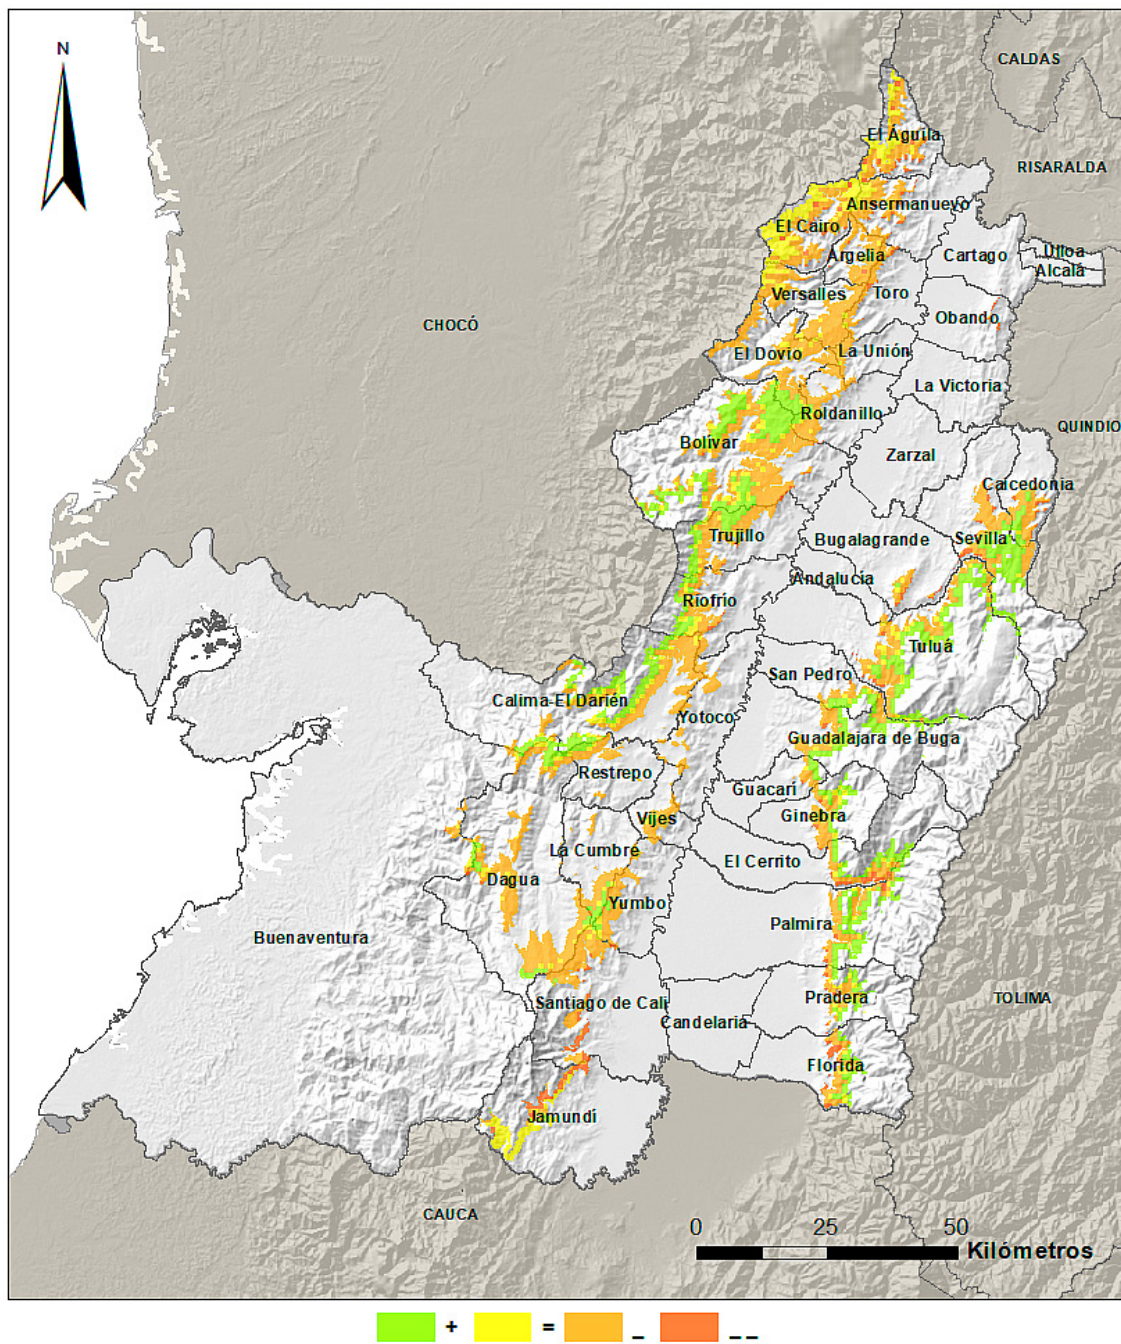 N
CALDAS
El Águila
RISARALDA
Ansermanuevo
El Cairo
Argelia
Cartago
Ulloa
Alcalá
Versalles
Toro
Obando
CHOCÓ
El Dovio
La Unión
La Victoria
Roldanillo
QUINDIO
Bolívar
Zarzal
Caicedonia
Trujillo
Bugalagrande
Sevilla
Andalucía
Riofrío
Tuluá
San Pedro
Calima-El Darién
Yotoco
Guadalajara de Buga
Restrepo
Guacarí
Ginebra
Vijes
La Cumbre
El Cerrito
Dagua
Yumbo
Palmira
Buenaventura
Santiago de Cali
Pradera
TOLIMA
Candelaria
Florida
Jamundí
CAUCA
0 25 50
Kilómetros
+ = - --